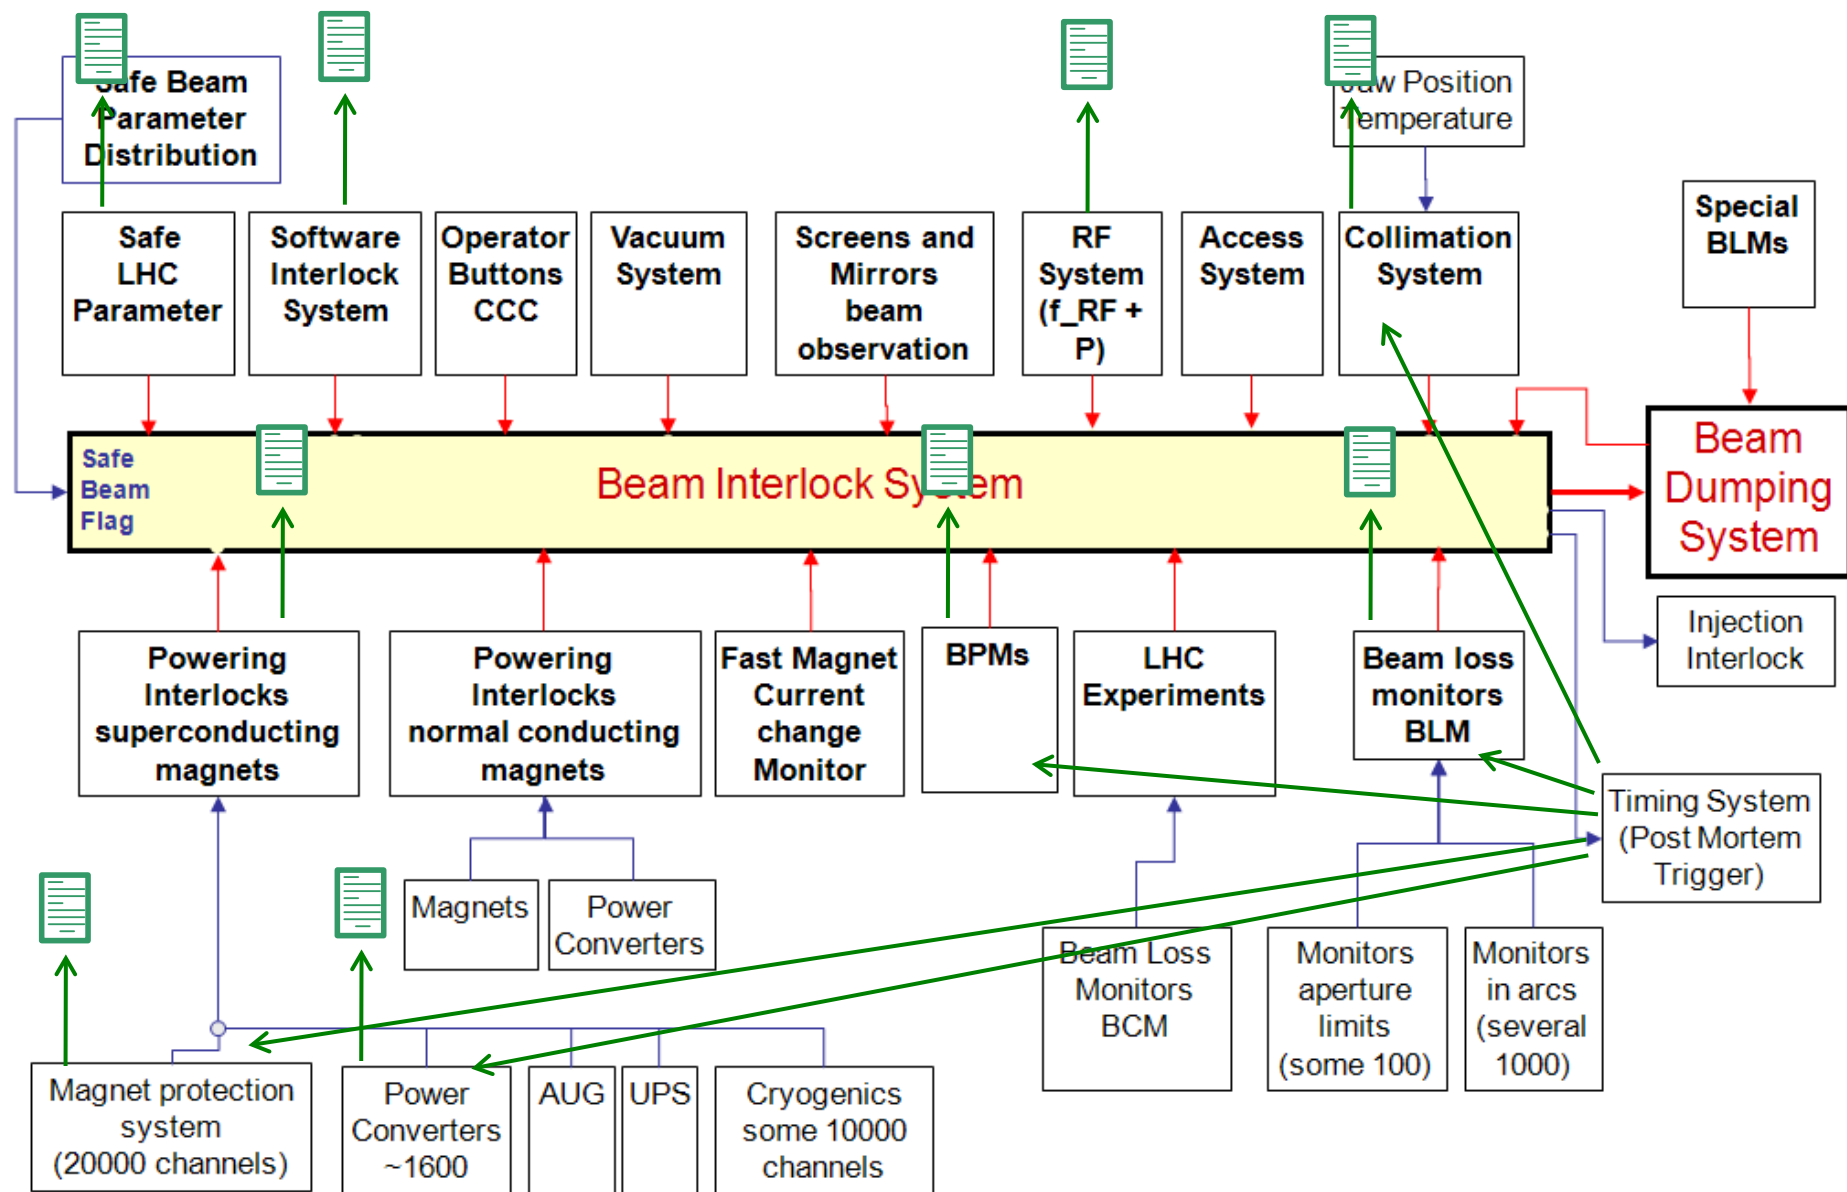 Safe Beam
Parameter
Distribution
Jaw Position
Temperature
Safe
LHC
Parameter
Software
Interlock
System
Operator
Buttons
CCC
Vacuum
System
Screens and
Mirrors
beam
observation
RF
System
(f_RF +
P)
Access
System
Collimation
System
Special
BLMs
Safe
Beam
Flag
Beam Interlock System
Beam
Dumping
System
Injection
Interlock
Powering
Interlocks
superconducting
magnets
Powering
Interlocks
normal conducting
magnets
Fast Magnet
Current
change
Monitor
BPMs
LHC
Experiments
Beam loss
monitors
BLM
Timing System
(Post Mortem
Trigger)
Magnets
Power
Converters
Beam Loss
Monitors
BCM
Monitors
aperture
limits
(some 100)
Monitors
in arcs
(several
1000)
Magnet protection
system
(20000 channels)
Power
Converters
~1600
AUG
UPS
Cryogenics
some 10000
channels